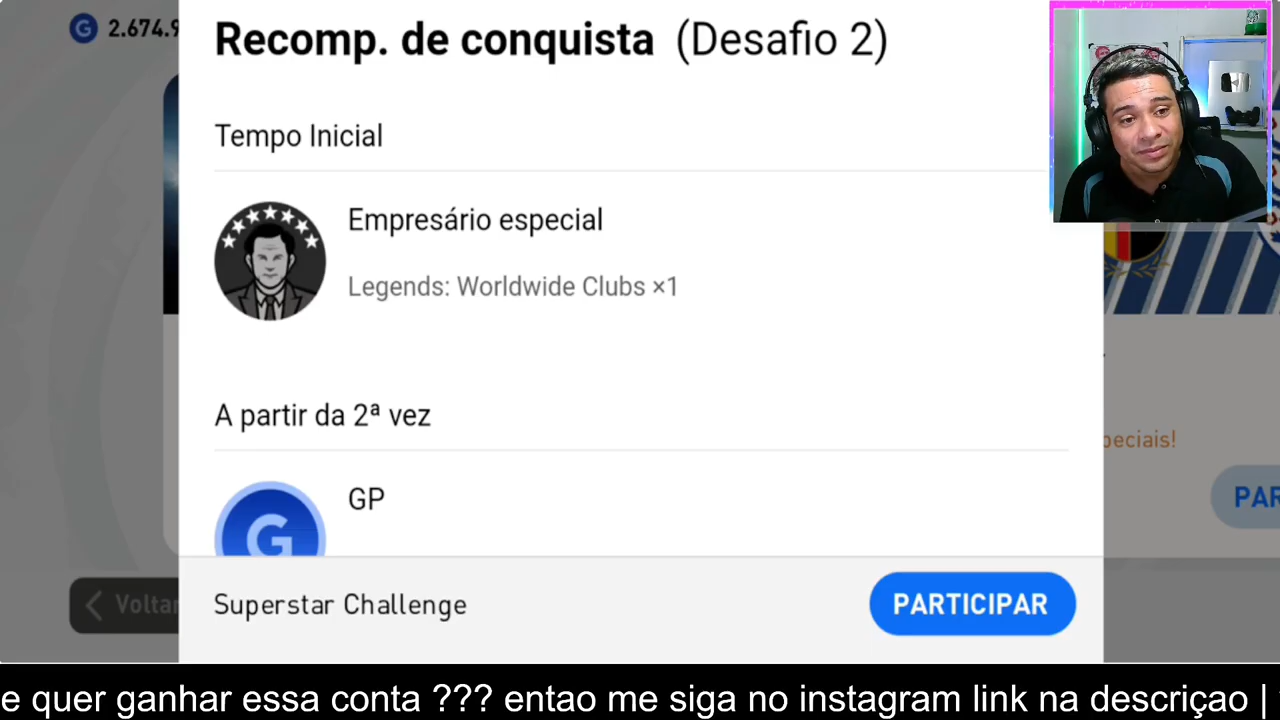 2.674.9
Recomp. de conquista (Desafio 2)
Tempo Inicial
Empresário especial
Legends: Worldwide Clubs ×1
A partir da 2ª vez
peciais!
GP
G
PAR
Voltar
Superstar Challenge
PARTICIPAR
e quer ganhar essa conta ??? entao me siga no instagram link na descriçao |